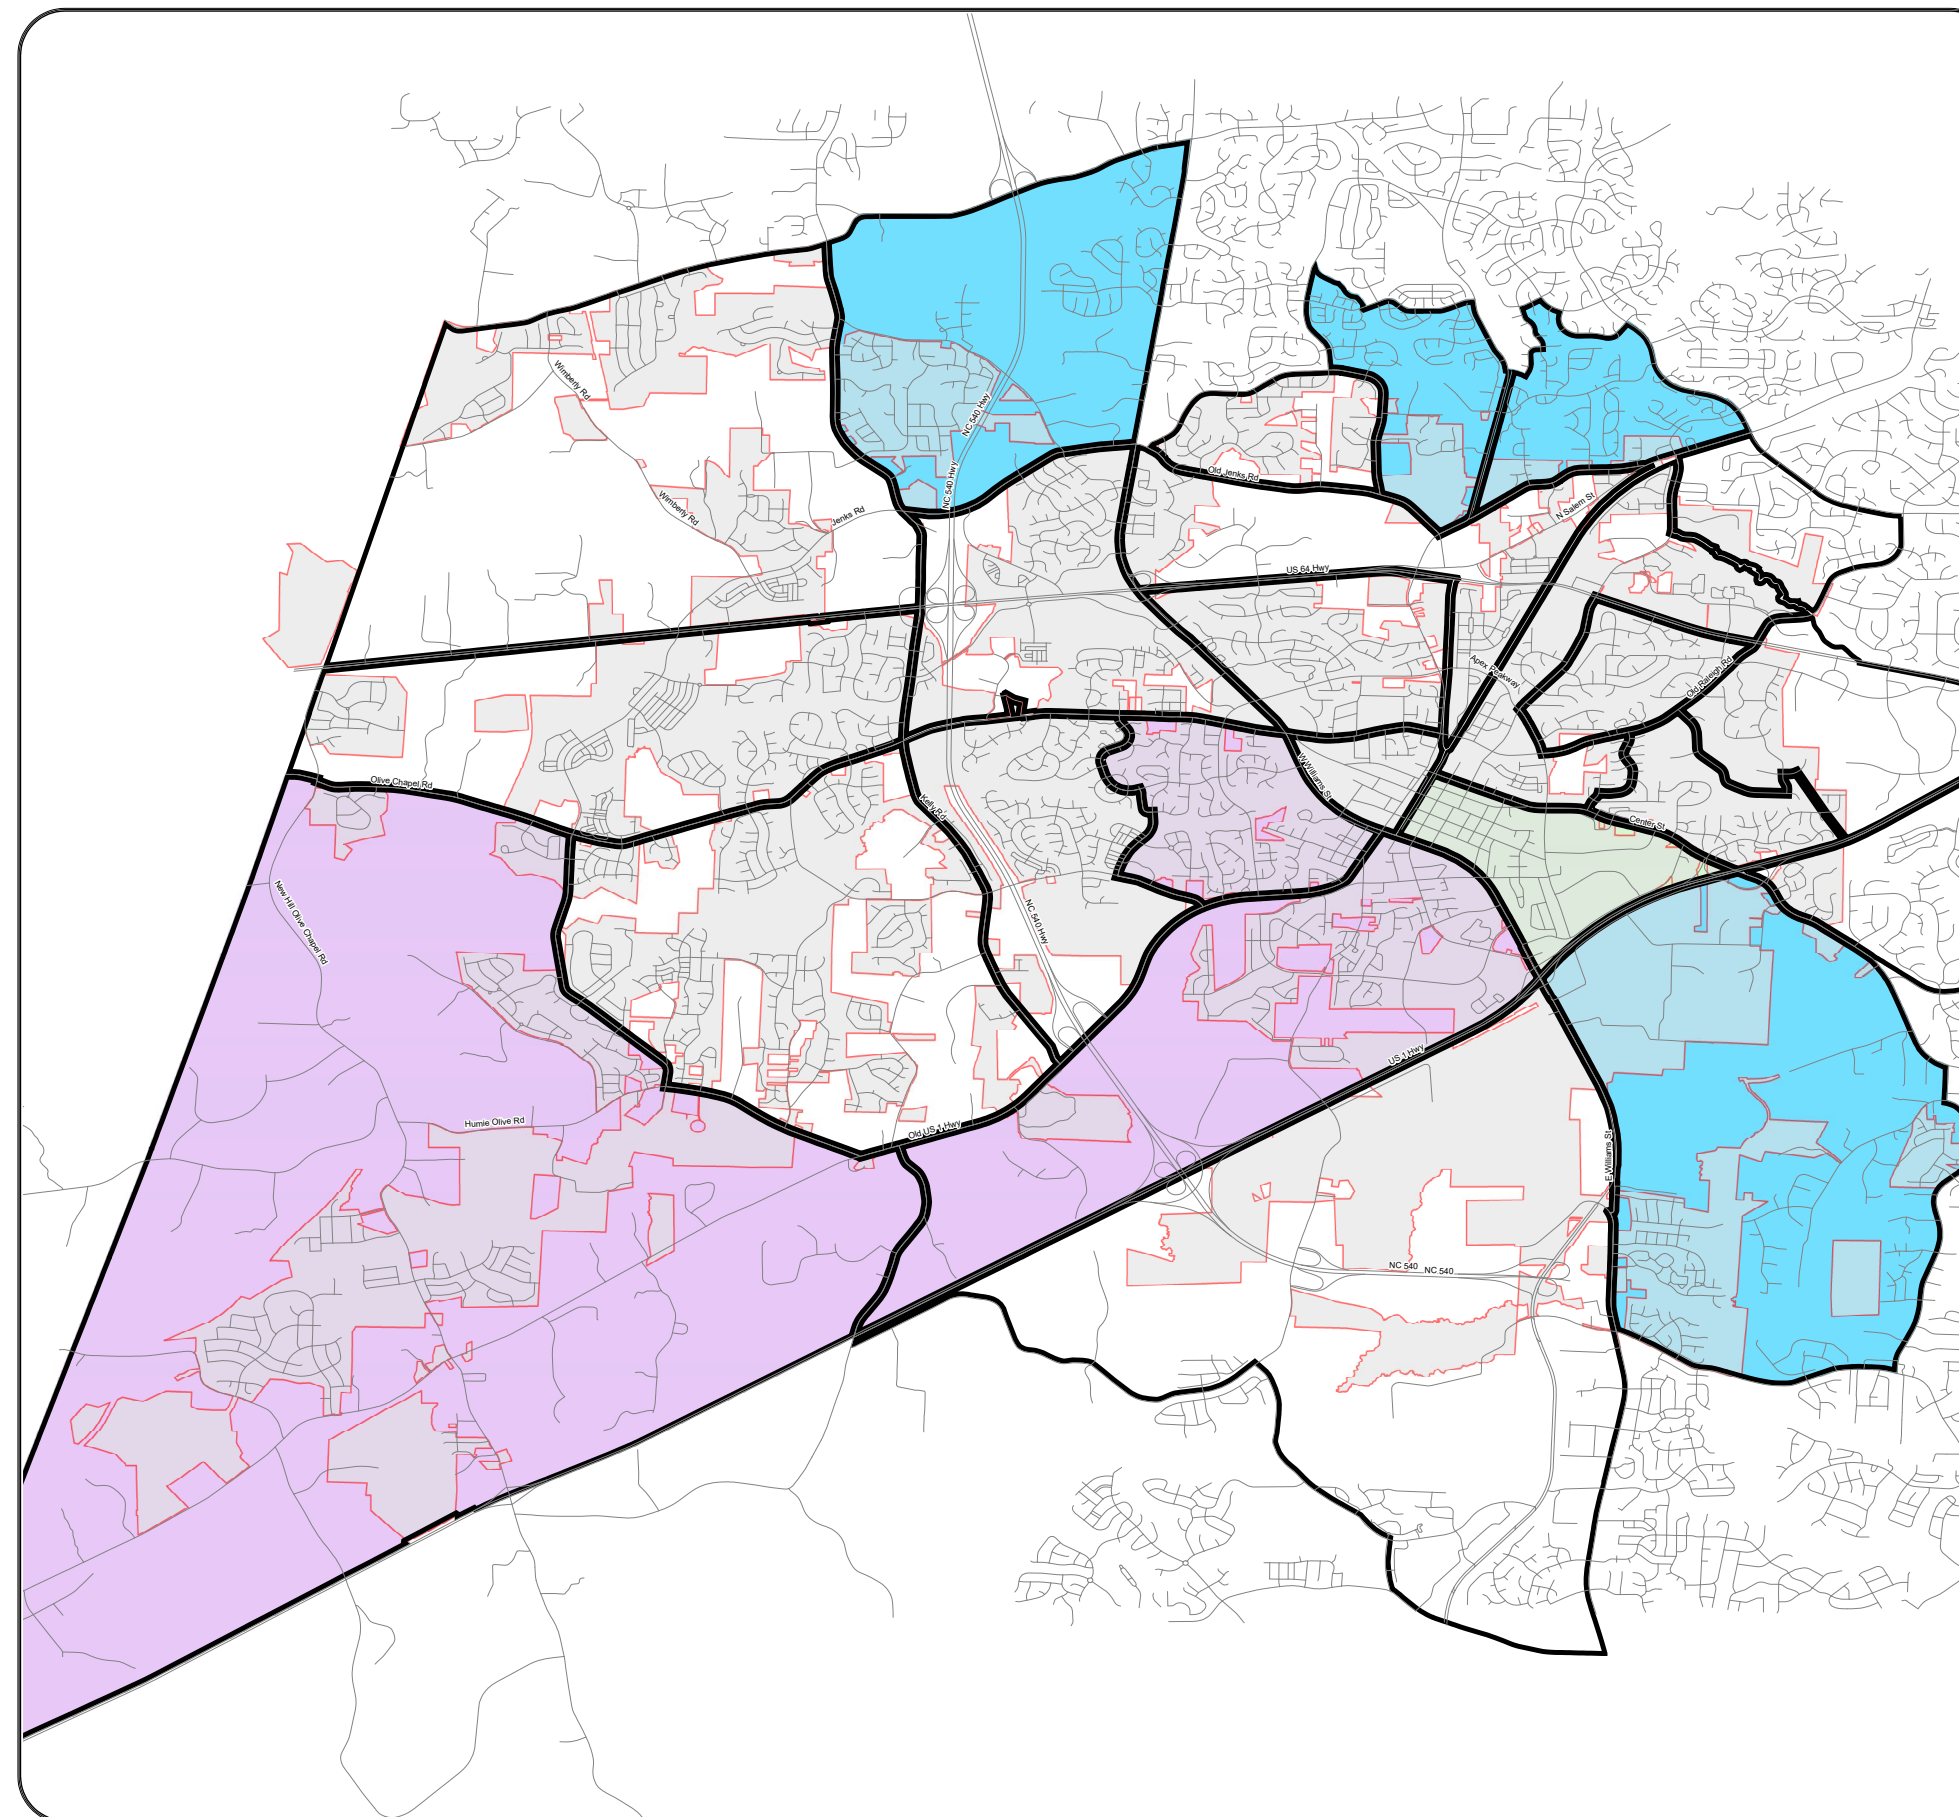 Wimberly Rd
NC 540 Hwy
NC 540 Hwy
Old Jenks Rd
Wimberly Rd
Jenks Rd
N Salem St
US 64 Hwy
Apex Peakway
Old Raleigh Rd
Olive Chapel Rd
W Williams St
Kelly Rd
Center St
New Hill Olive Chapel Rd
NC 540 Hwy
US 1 Hwy
Humie Olive Rd
Old US 1 Hwy
E Williams St
NC 540
NC 540